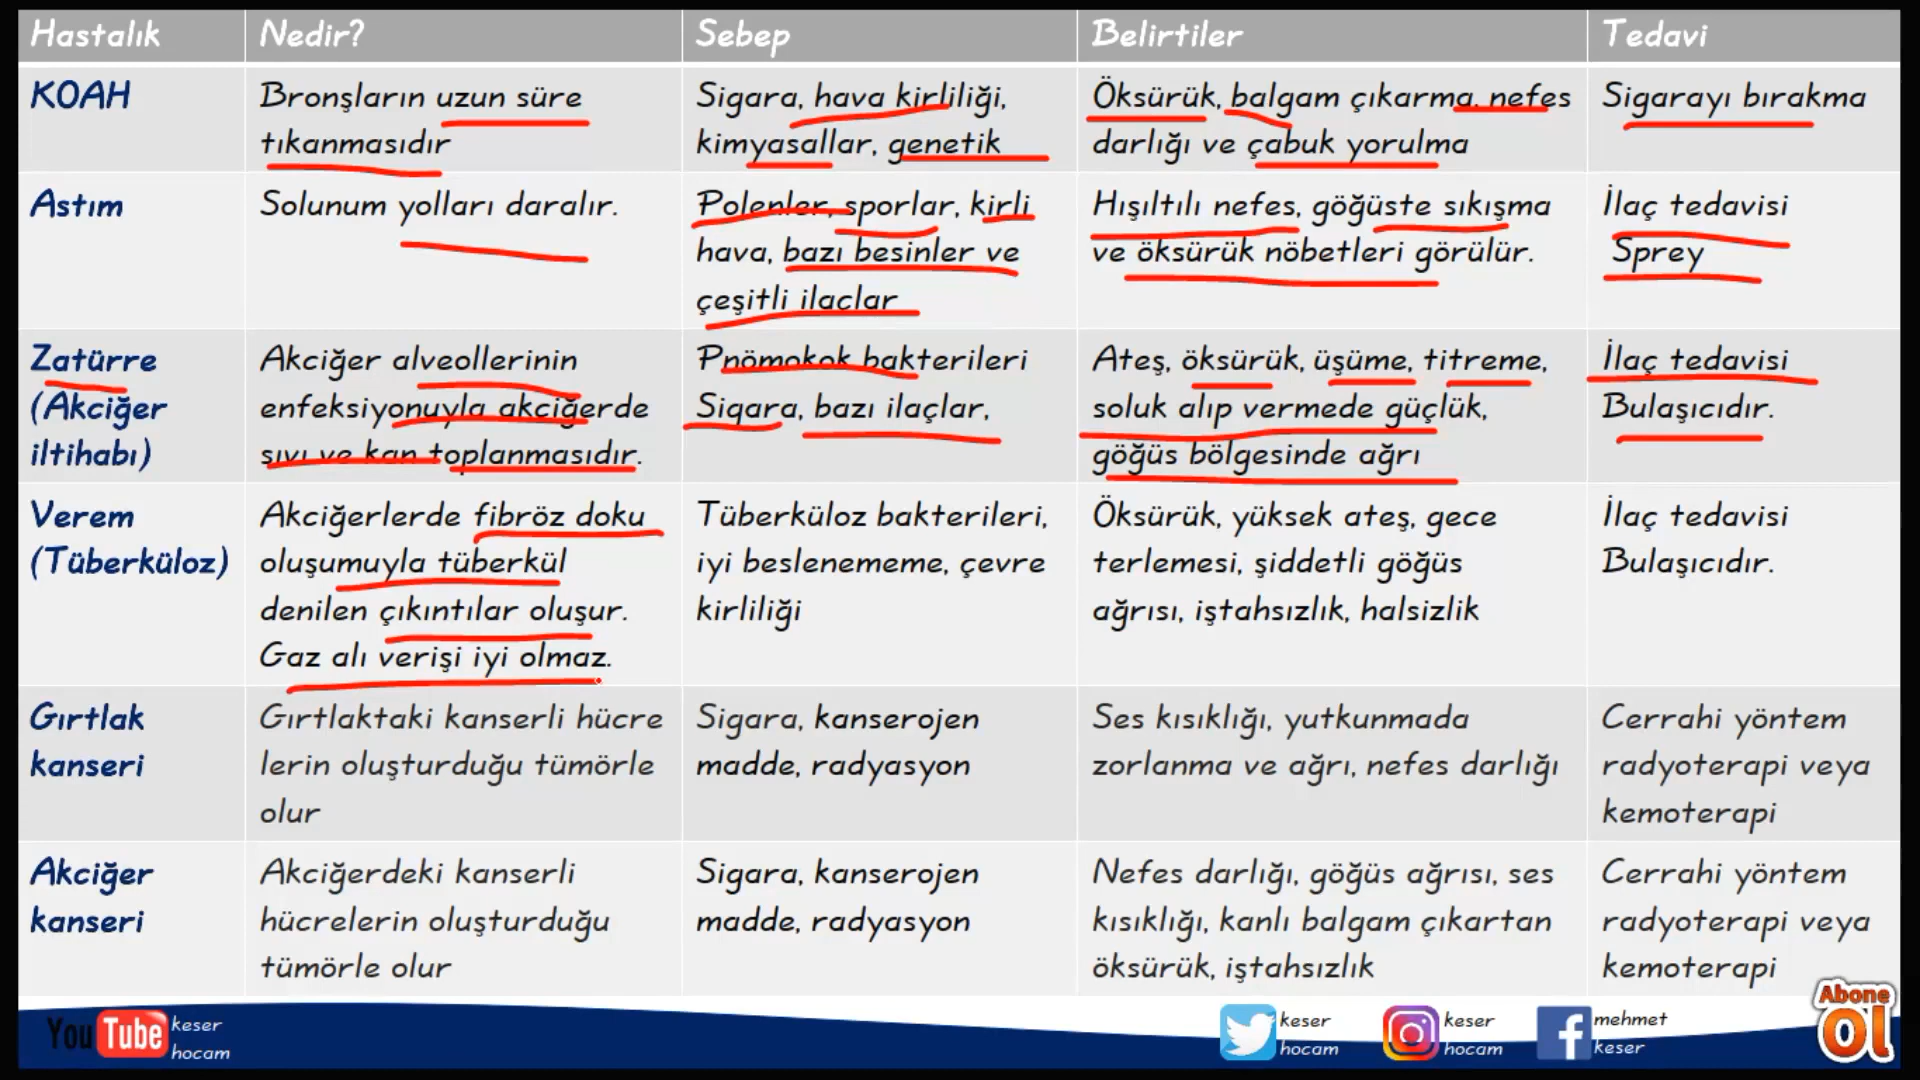 Hastalık
Nedir?
Sebep
Belirtiler
Tedavi
KOAH
Bronşların uzun süre
tıkanmasıdır
Sigara, hava kirliliği,
kimyasallar, genetik
Öksürük, balgam çıkarma, nefes
darlığı ve çabuk yorulma
Sigarayı bırakma
Astım
Solunum yolları daralır.
Polenler, sporlar, kirli
hava, bazı besinler ve
çeşitli ilaçlar
Hışıltılı nefes, göğüste sıkışma
ve öksürük nöbetleri görülür.
İlaç tedavisi
Sprey
Zatürre
(Akciğer
iltihabı)
Akciğer alveollerinin
enfeksiyonuyla akciğerde
sıvı ve kan toplanmasıdır.
Pnömokok bakterileri
Sigara, bazı ilaçlar,
Ateş, öksürük, üşüme, titreme,
soluk alıp vermede güçlük,
göğüs bölgesinde ağrı
İlaç tedavisi
Bulaşıcıdır.
Verem
(Tüberküloz)
Akciğerlerde fibröz doku
oluşumuyla tüberkül
denilen çıkıntılar oluşur.
Gaz alı verişi iyi olmaz.
Tüberküloz bakterileri,
iyi beslenememe, çevre
kirliliği
Öksürük, yüksek ateş, gece
terlemesi, şiddetli göğüs
ağrısı, iştahsızlık, halsizlik
İlaç tedavisi
Bulaşıcıdır.
Gırtlak
kanseri
Gırtlaktaki kanserli hücre
lerin oluşturduğu tümörle
olur
Sigara, kanserojen
madde, radyasyon
Ses kısıklığı, yutkunmada
zorlanma ve ağrı, nefes darlığı
Cerrahi yöntem
radyoterapi veya
kemoterapi
Akciğer
kanseri
Akciğerdeki kanserli
hücrelerin oluşturduğu
tümörle olur
Sigara, kanserojen
madde, radyasyon
Nefes darlığı, göğüs ağrısı, ses
kısıklığı, kanlı balgam çıkartan
öksürük, iştahsızlık
Cerrahi yöntem
radyoterapi veya
kemoterapi
YouTube
keser
hocam
keser
hocam
keser
hocam
mehmet
keser
Abone
Ol